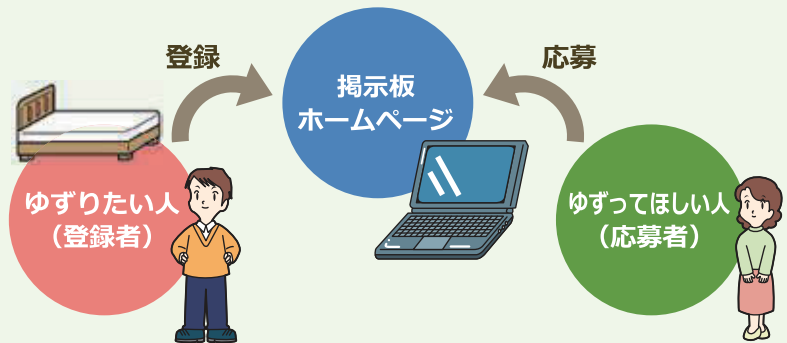 登録
応募
掲示板
ホームページ
ゆずりたい人
（登録者）
ゆずってほしい人
（応募者）